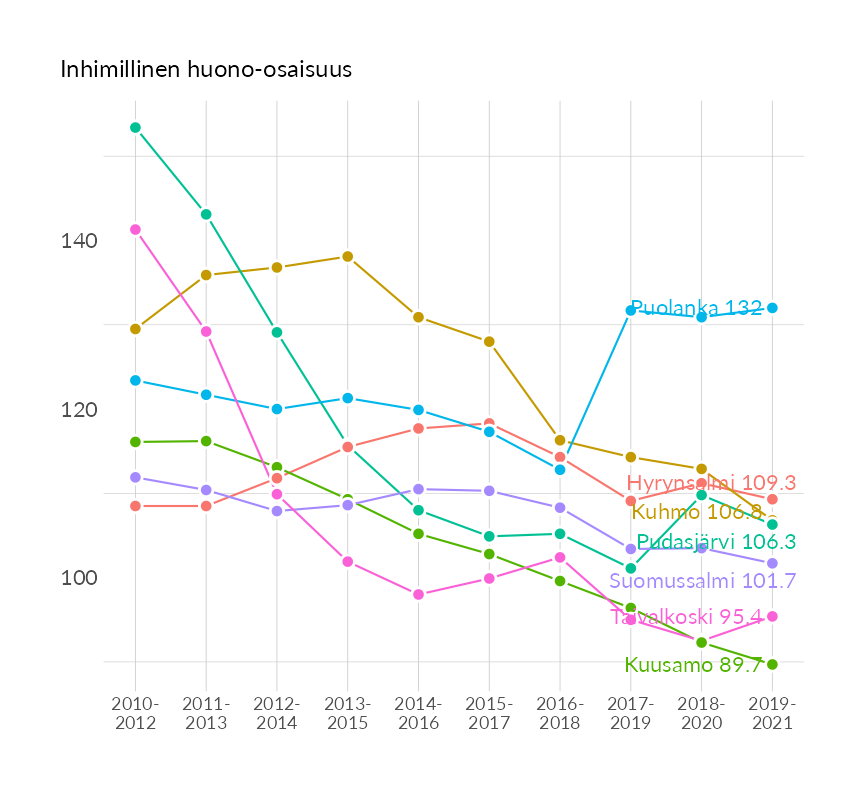 Inhimillinen huono-osaisuus
140
120
100
Puolanka 132
Hyrynsalmi 109.3
Kuhmo 106.8
Pudasjärvi 106.3
Suomussalmi 101.7
Taivalkoski 95.4
Kuusamo 89.7
2010- 2011- 2012- 2013- 2014- 2015- 2016- 2017- 2018- 2019-
2012 2013 2014 2015 2016 2017 2018 2019 2020 2021